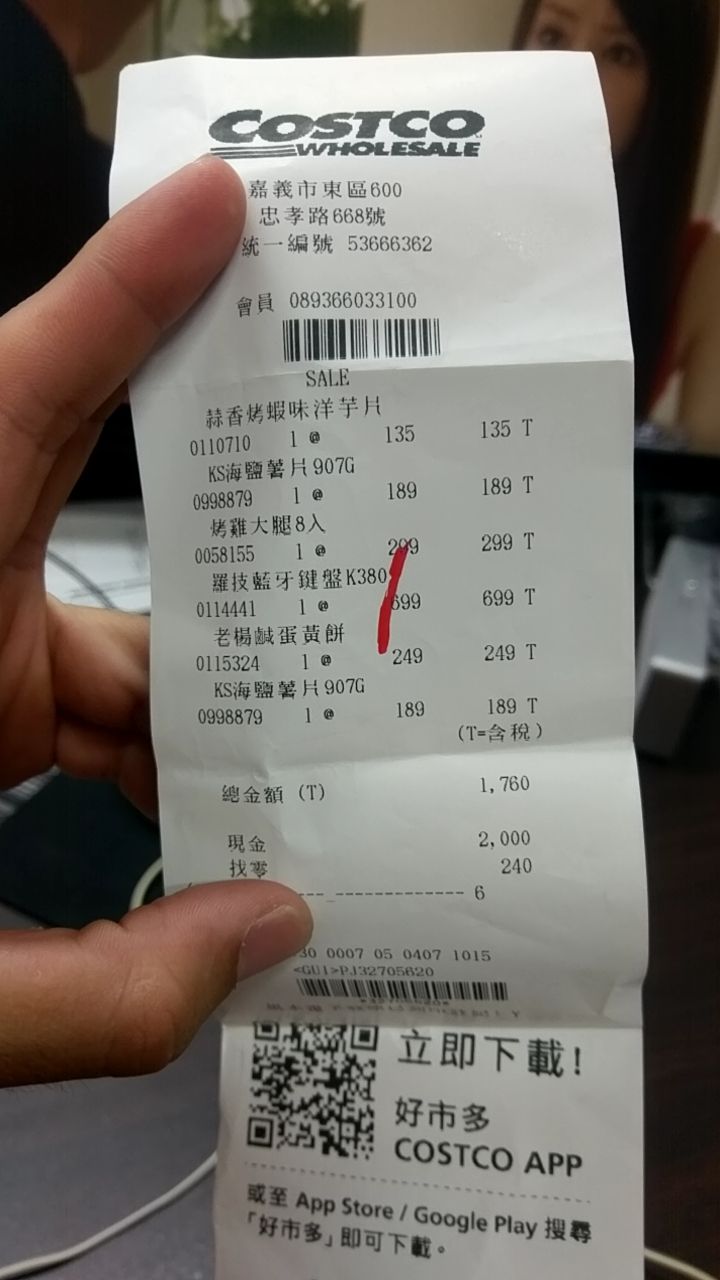 COSTCO
WHOLESALE
嘉義市東區600
忠孝路668號
統一編號 53666362
會員 089366033100
SALE
蒜香烤蝦味洋芋片
0110710 1 @ 135 135 T
KS海鹽薯片907G
0998879 1 @ 189 189 T
烤雞大腿8入
0058155 1 @ 299 299 T
羅技藍牙鍵盤K380
0114441 1 @ 699 699 T
老楊鹹蛋黃餅
0115324 1 @ 249 249 T
KS海鹽薯片907G
0998879 1 @ 189 189 T
(T=含稅)
總金額 (T) 1,760
現金 2,000
找零 240
------------- 6
30 0007 05 0407 1015
<GUI>PJ32705620
*32705620*
立即下載!
好市多
COSTCO APP
或至 App Store / Google Play 搜尋
「好市多」即可下載。